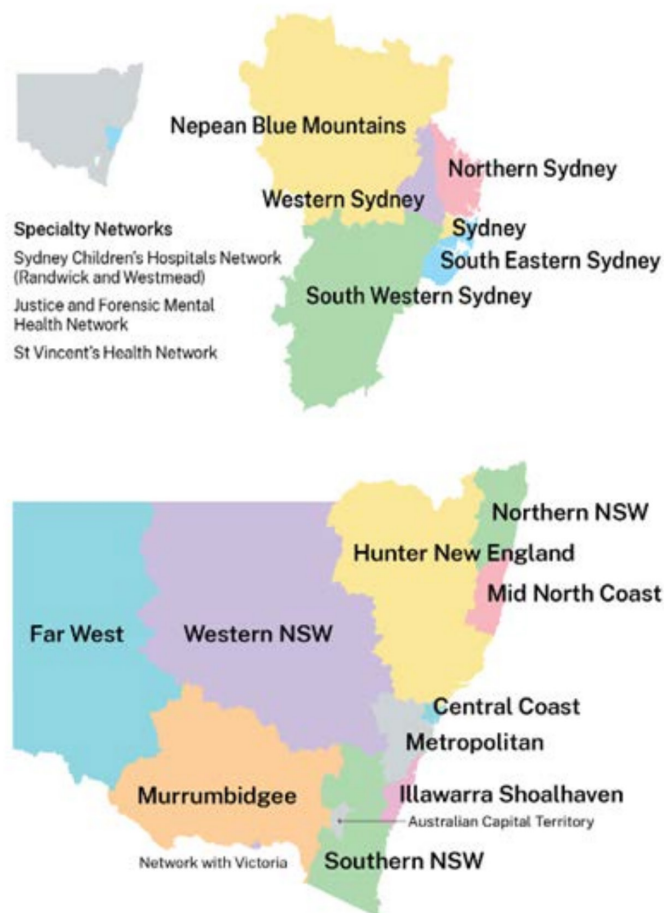 Nepean Blue Mountains
Northern Sydney
Western Sydney
Specialty Networks
Sydney
Sydney Children's Hospitals Network
(Randwick and Westmead)
South Eastern Sydney
South Western Sydney
Justice and Forensic Mental
Health Network
St Vincent's Health Network
Northern NSW
Hunter New England
Mid North Coast
Far West
Western NSW
Central Coast
Metropolitan
Murrumbidgee
Illawarra Shoalhaven
Australian Capital Territory
Network with Victoria
Southern NSW